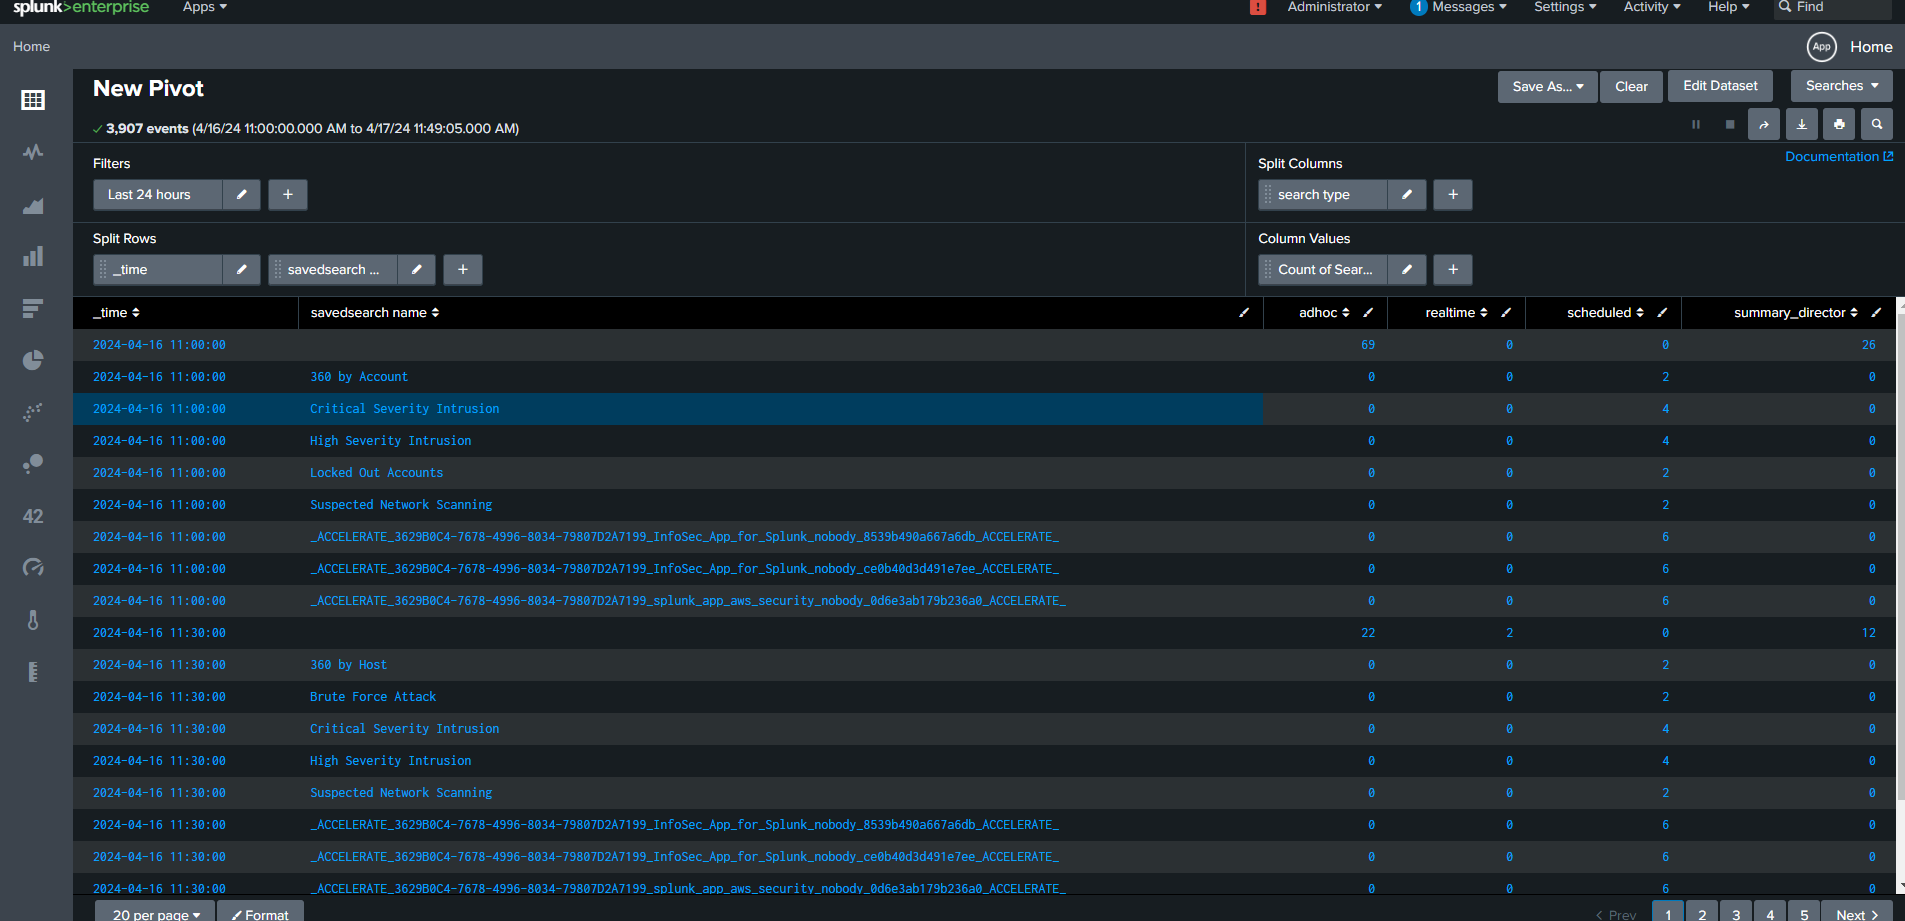 splunk>enterprise Apps ! Administrator 1 Messages Settings Activity Help Find
Home App Home
New Pivot Save As... Clear Edit Dataset Searches
3,907 events (4/16/24 11:00:00.000 AM to 4/17/24 11:49:05.000 AM)
Documentation
Filters Split Columns
Last 24 hours + search type +
Split Rows Column Values
_time savedsearch ... + Count of Sear... +
42
_time savedsearch name adhoc realtime scheduled summary_director
2024-04-16 11:00:00 69 0 0 26
2024-04-16 11:00:00 360 by Account 0 0 2 0
2024-04-16 11:00:00 Critical Severity Intrusion 0 0 4 0
2024-04-16 11:00:00 High Severity Intrusion 0 0 4 0
2024-04-16 11:00:00 Locked Out Accounts 0 0 2 0
2024-04-16 11:00:00 Suspected Network Scanning 0 0 2 0
2024-04-16 11:00:00 _ACCELERATE_3629B0C4-7678-4996-8034-79807D2A7199_InfoSec_App_for_Splunk_nobody_8539b490a667a6db_ACCELERATE_ 0 0 6 0
2024-04-16 11:00:00 _ACCELERATE_3629B0C4-7678-4996-8034-79807D2A7199_InfoSec_App_for_Splunk_nobody_ce0b40d3d491e7ee_ACCELERATE_ 0 0 6 0
2024-04-16 11:00:00 _ACCELERATE_3629B0C4-7678-4996-8034-79807D2A7199_splunk_app_aws_security_nobody_0d6e3ab179b236a0_ACCELERATE_ 0 0 6 0
2024-04-16 11:30:00 22 2 0 12
2024-04-16 11:30:00 360 by Host 0 0 2 0
2024-04-16 11:30:00 Brute Force Attack 0 0 2 0
2024-04-16 11:30:00 Critical Severity Intrusion 0 0 4 0
2024-04-16 11:30:00 High Severity Intrusion 0 0 4 0
2024-04-16 11:30:00 Suspected Network Scanning 0 0 2 0
2024-04-16 11:30:00 _ACCELERATE_3629B0C4-7678-4996-8034-79807D2A7199_InfoSec_App_for_Splunk_nobody_8539b490a667a6db_ACCELERATE_ 0 0 6 0
2024-04-16 11:30:00 _ACCELERATE_3629B0C4-7678-4996-8034-79807D2A7199_InfoSec_App_for_Splunk_nobody_ce0b40d3d491e7ee_ACCELERATE_ 0 0 6 0
2024-04-16 11:30:00 _ACCELERATE_3629B0C4-7678-4996-8034-79807D2A7199_splunk_app_aws_security_nobody_0d6e3ab179b236a0_ACCELERATE_ 0 0 6 0
20 per page Format < Prev 1 2 3 4 5 Next >